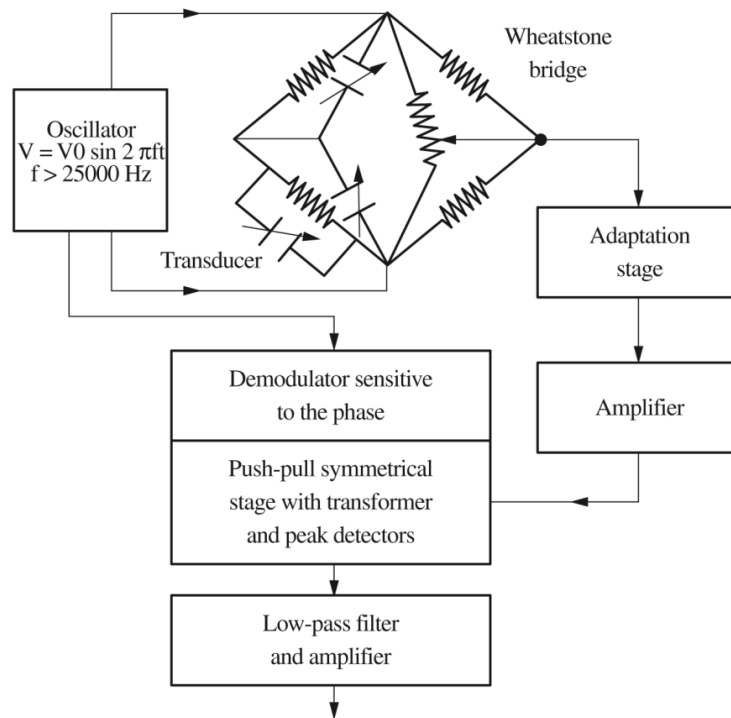 Wheatstone
bridge
Oscillator
V = V0 sin 2 πft
f > 25000 Hz
Transducer
Adaptation
stage
Demodulator sensitive
to the phase
Amplifier
Push-pull symmetrical
stage with transformer
and peak detectors
Low-pass filter
and amplifier